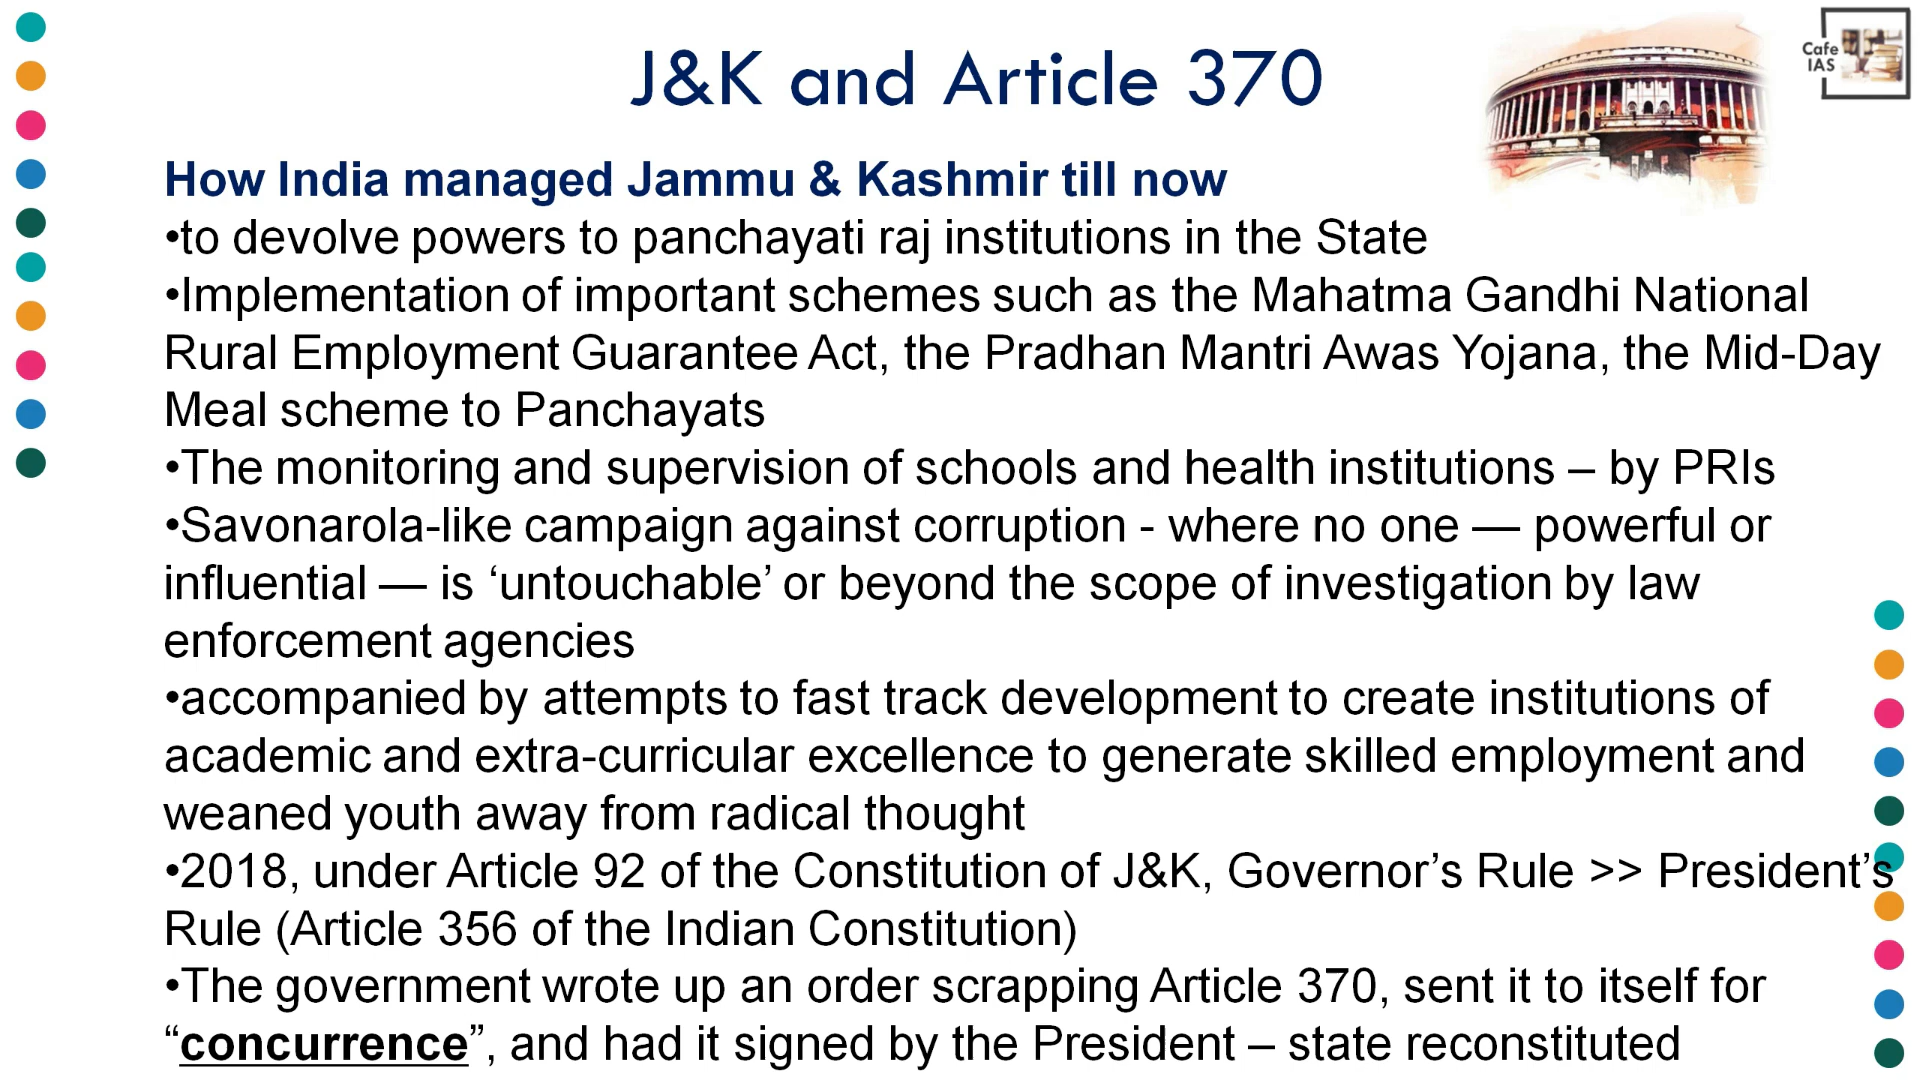 J&K and Article 370
Cafe
IAS
How India managed Jammu & Kashmir till now
•to devolve powers to panchayati raj institutions in the State
•Implementation of important schemes such as the Mahatma Gandhi National
Rural Employment Guarantee Act, the Pradhan Mantri Awas Yojana, the Mid-Day
Meal scheme to Panchayats
•The monitoring and supervision of schools and health institutions – by PRIs
•Savonarola-like campaign against corruption - where no one — powerful or
influential — is ‘untouchable’ or beyond the scope of investigation by law
enforcement agencies
•accompanied by attempts to fast track development to create institutions of
academic and extra-curricular excellence to generate skilled employment and
weaned youth away from radical thought
•2018, under Article 92 of the Constitution of J&K, Governor’s Rule >> President’s
Rule (Article 356 of the Indian Constitution)
•The government wrote up an order scrapping Article 370, sent it to itself for
“concurrence”, and had it signed by the President – state reconstituted